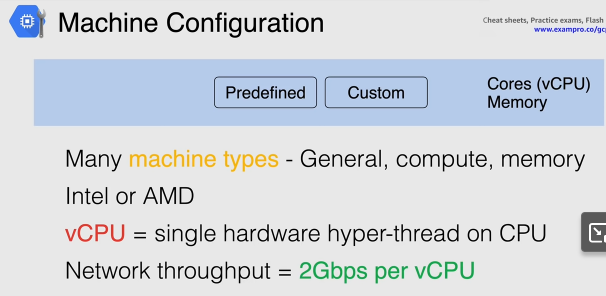 Machine Configuration
Cheat sheets, Practice exams, Flash
www.exampro.co/gc
Predefined
Custom
Cores (vCPU)
Memory
Many machine types - General, compute, memory
Intel or AMD
vCPU = single hardware hyper-thread on CPU
Network throughput = 2Gbps per vCPU